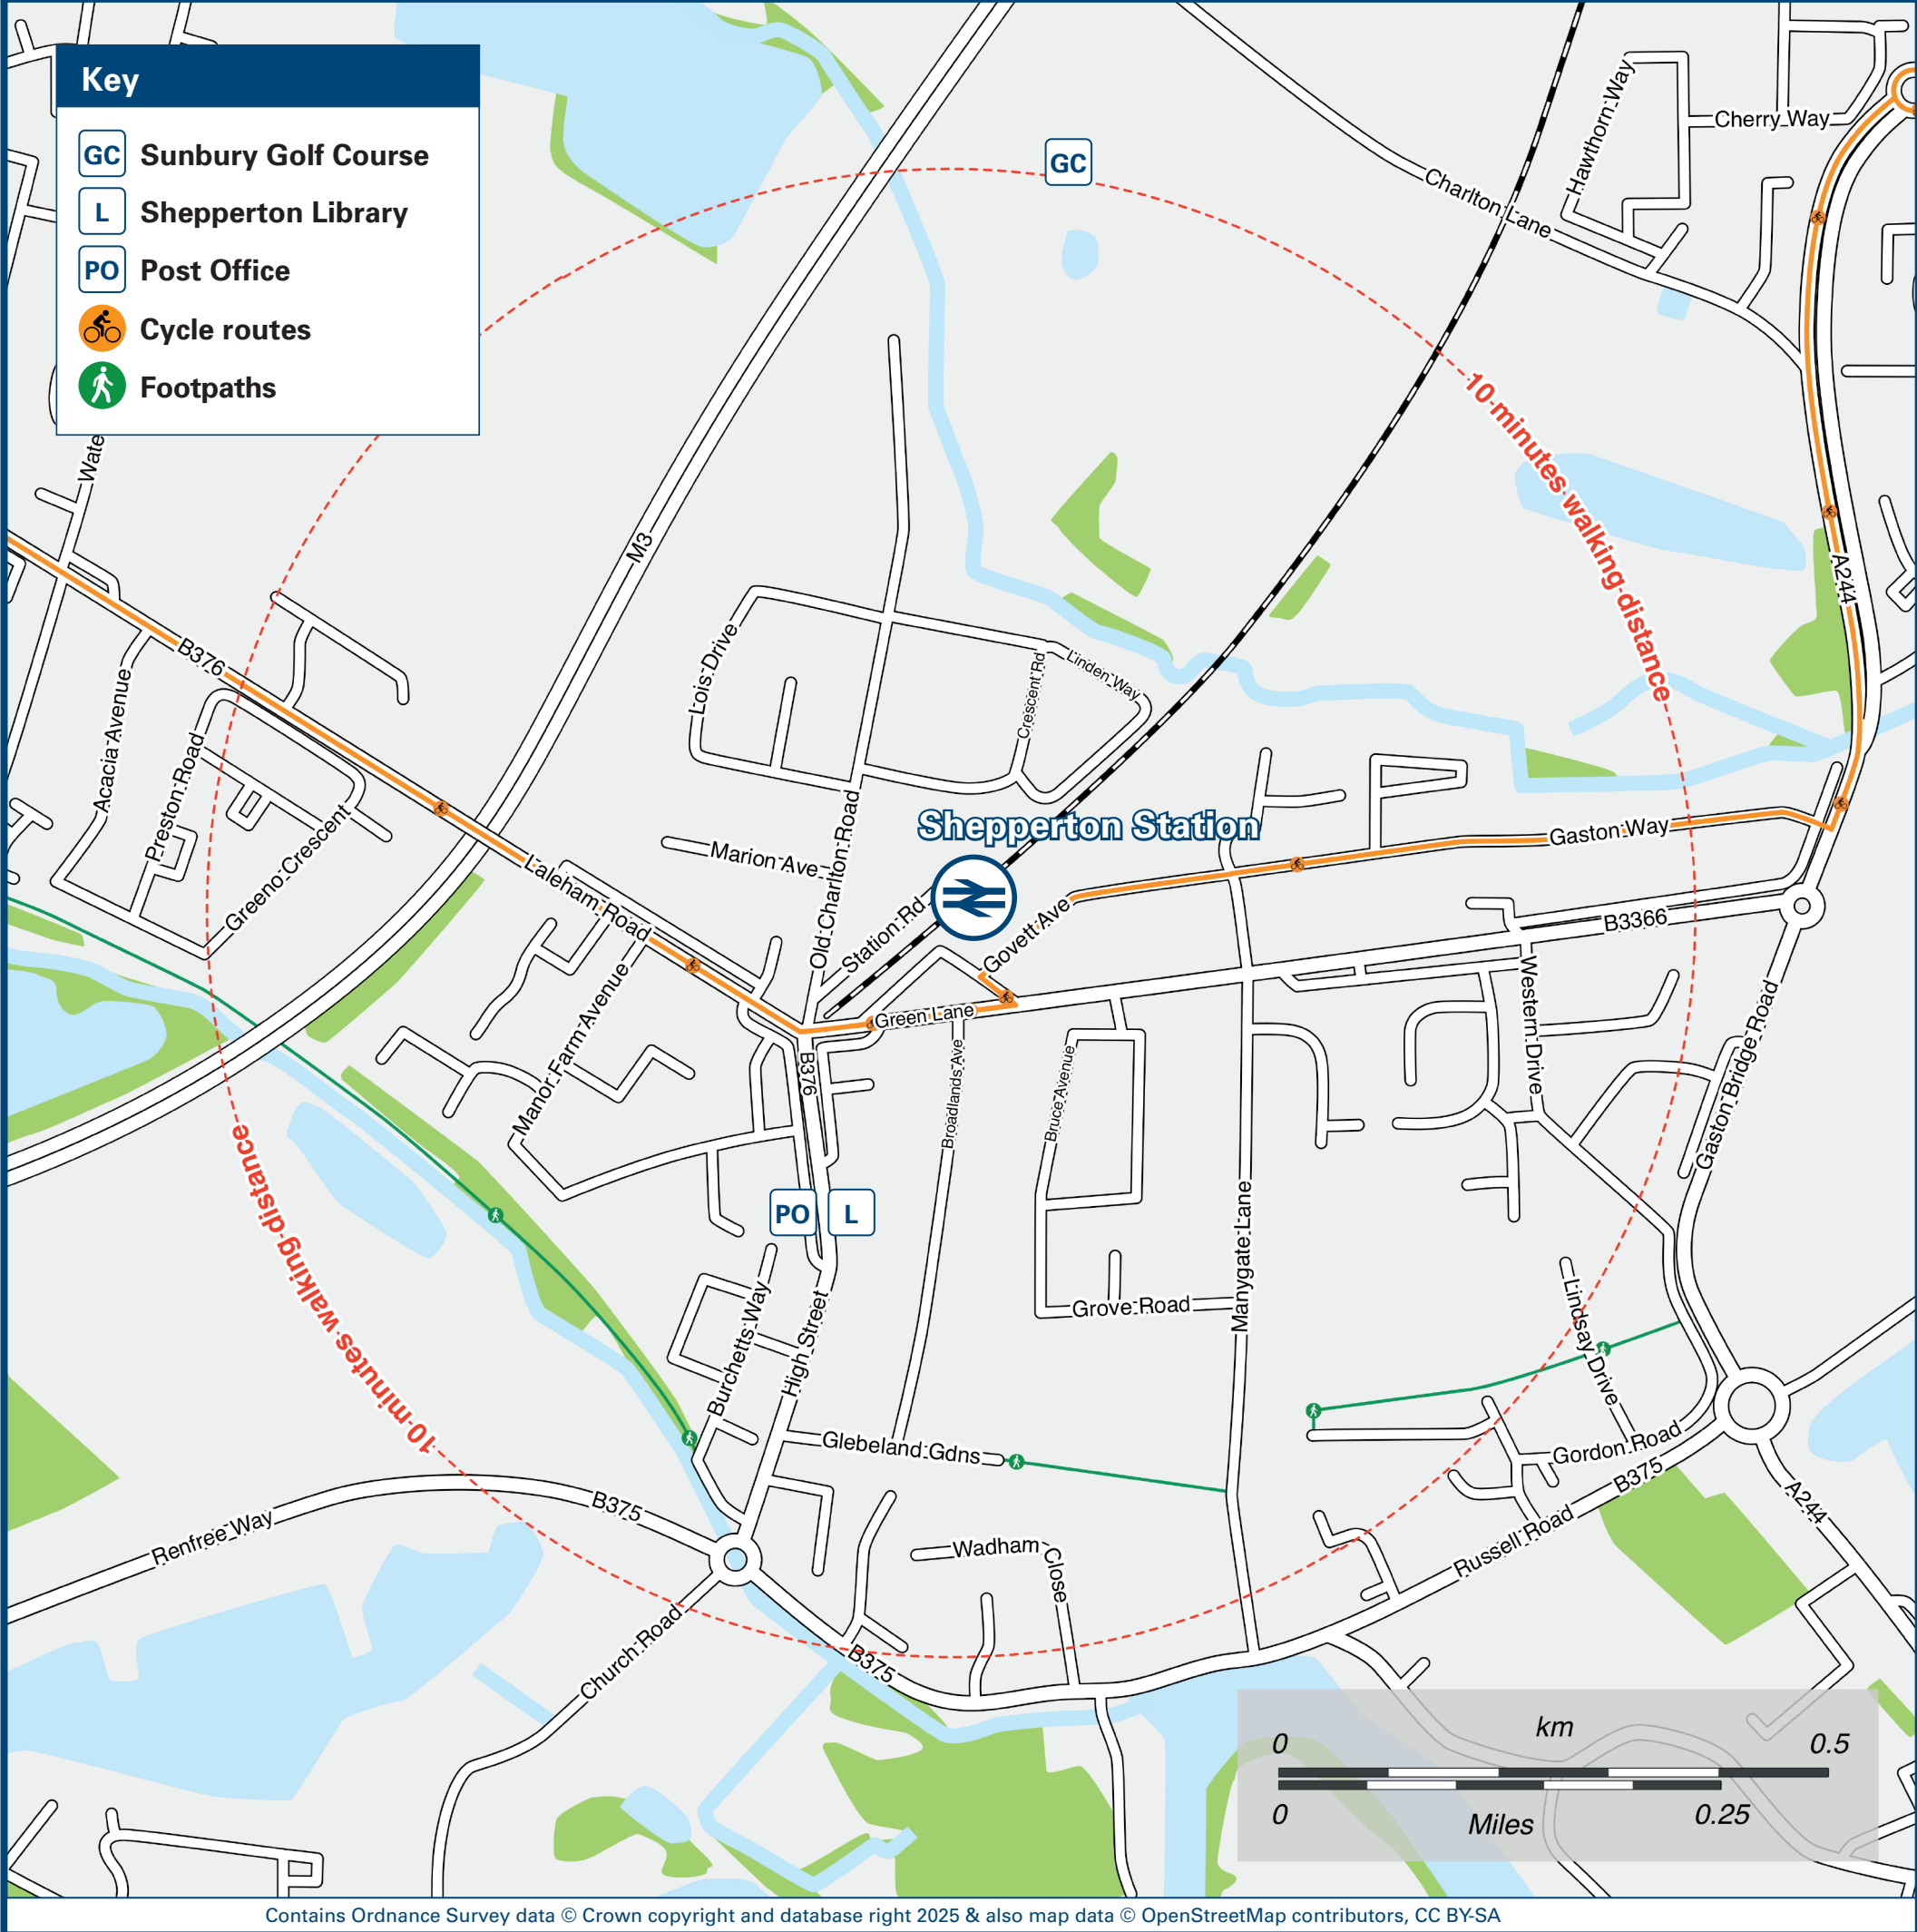 Key
GC Sunbury Golf Course
L Shepperton Library
PO Post Office
Cycle routes
Footpaths
GC
Hawthorn Way
Cherry Way
Charlton Lane
10 minutes walking distance
Wate
M3
A244
B376
Lois Drive
Crescent Rd
Linden Way
Acacia Avenue
Preston Road
Greeno Crescent
Shepperton Station
Gaston Way
Marion Ave
Old Charlton Road
Laleham Road
Station Rd
Govett Ave
B3366
Green Lane
Manor Farm Avenue
Western Drive
Gaston Bridge Road
B376
Broadlands Ave
Bruce Avenue
10 minutes walking distance
PO
L
Manygate Lane
Grove Road
Burchetts Way
High Street
Lindsay Drive
Glebeland Gdns
Gordon Road
B375
A244
Renfree Way
B375
Wadham Close
Russell Road
Church Road
B375
km
0 0.5
0 0.25
Miles
Contains Ordnance Survey data © Crown copyright and database right 2025 & also map data © OpenStreetMap contributors, CC BY-SA